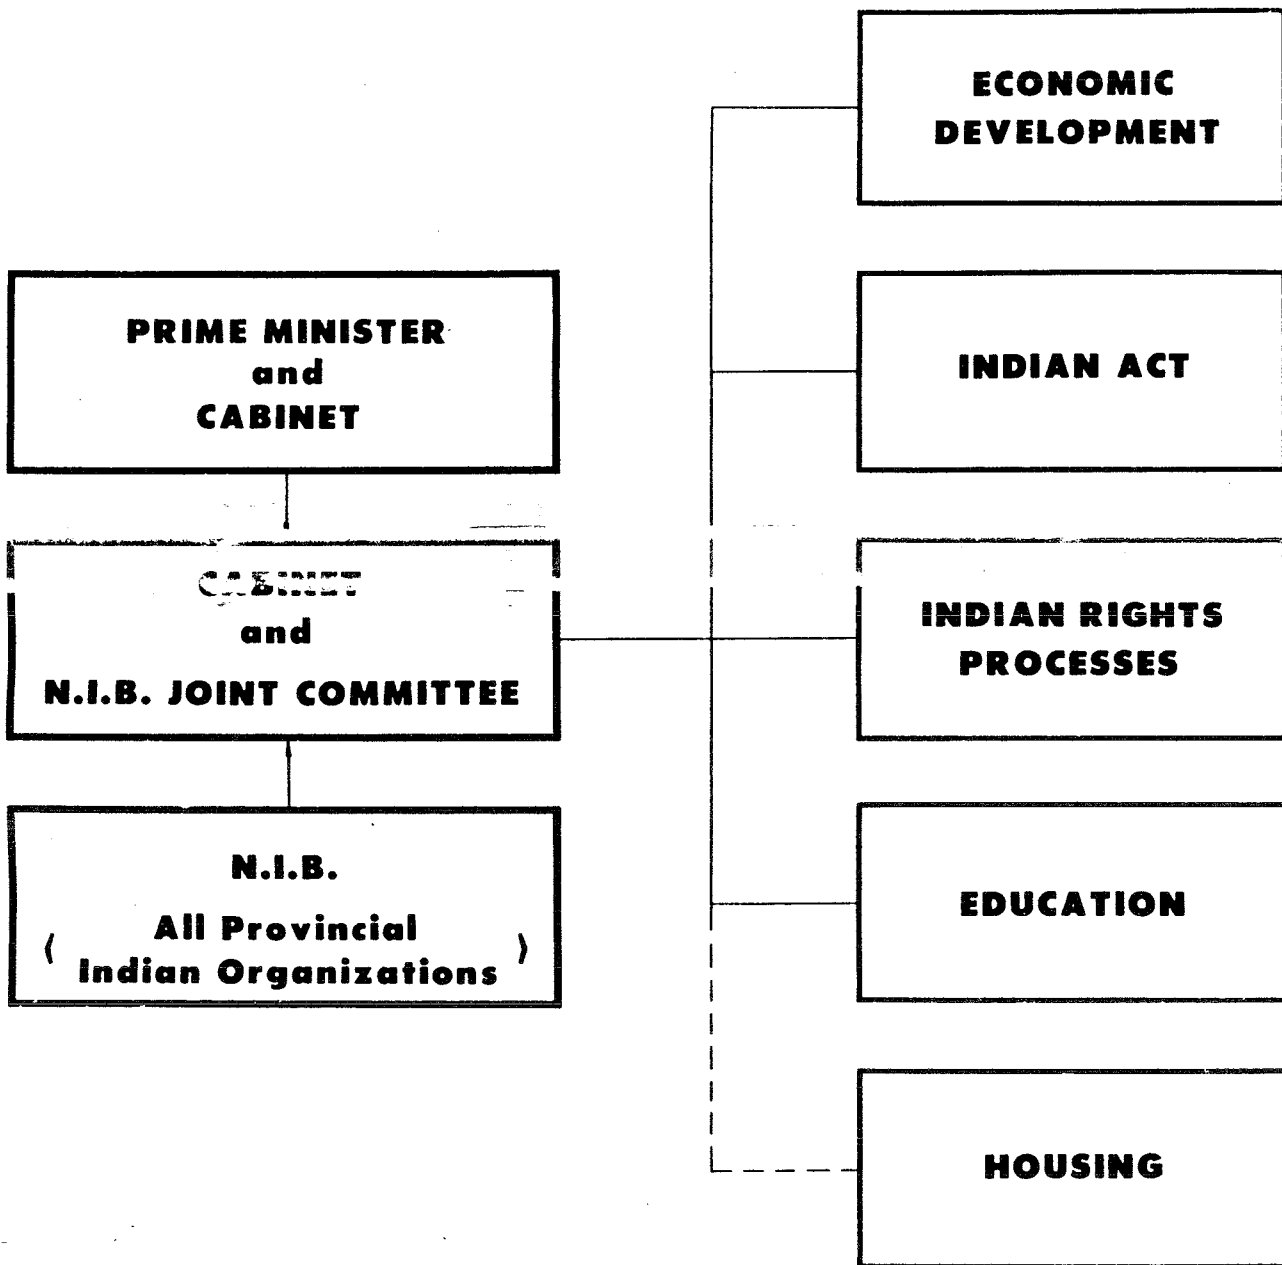 PRIME MINISTER
and
CABINET
CABINET
and
N.I.B. JOINT COMMITTEE
N.I.B.
( All Provincial
Indian Organizations )
ECONOMIC
DEVELOPMENT
INDIAN ACT
INDIAN RIGHTS
PROCESSES
EDUCATION
HOUSING